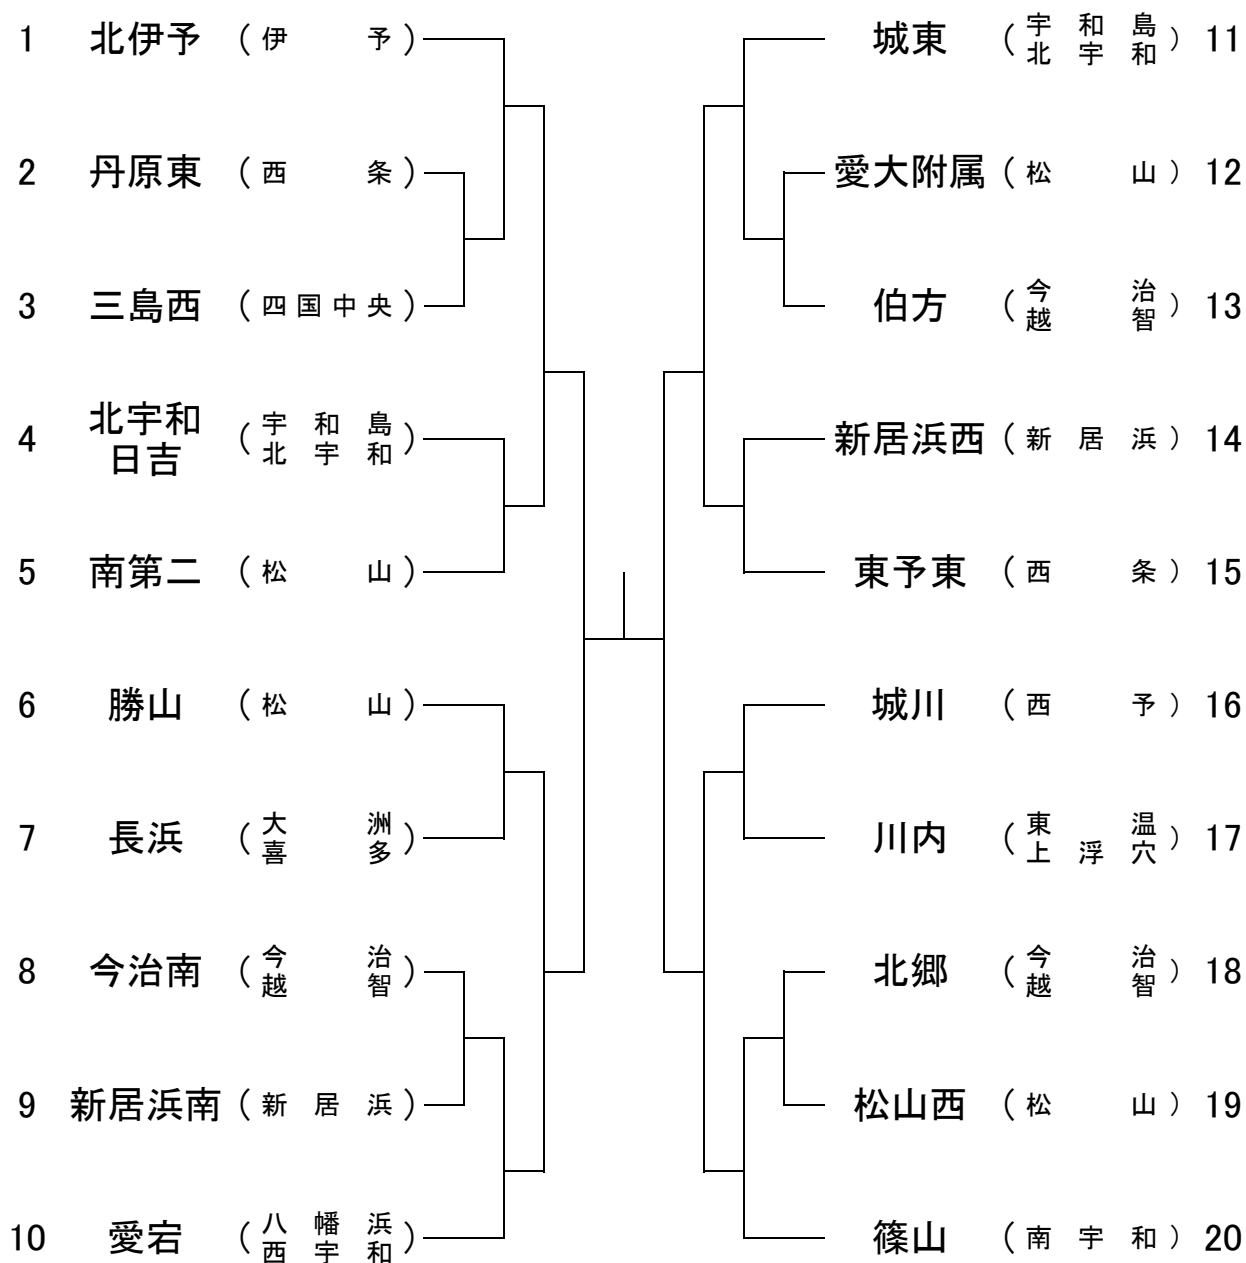 1 北伊予 (伊予)
2 丹原東 (西条)
3 三島西 (四国中央)
4 北宇和
日吉 (宇和島
北宇和)
5 南第二 (松山)
6 勝山 (松山)
7 長浜 (大洲
喜多)
8 今治南 (今治
越智)
9 新居浜南 (新居浜)
10 愛宕 (八幡浜
西宇和)
城東 (宇和島
北宇和) 11
愛大附属 (松山) 12
伯方 (今治
越智) 13
新居浜西 (新居浜) 14
東予東 (西条) 15
城川 (西予) 16
川内 (東温
上浮穴) 17
北郷 (今治
越智) 18
松山西 (松山) 19
篠山 (南宇和) 20